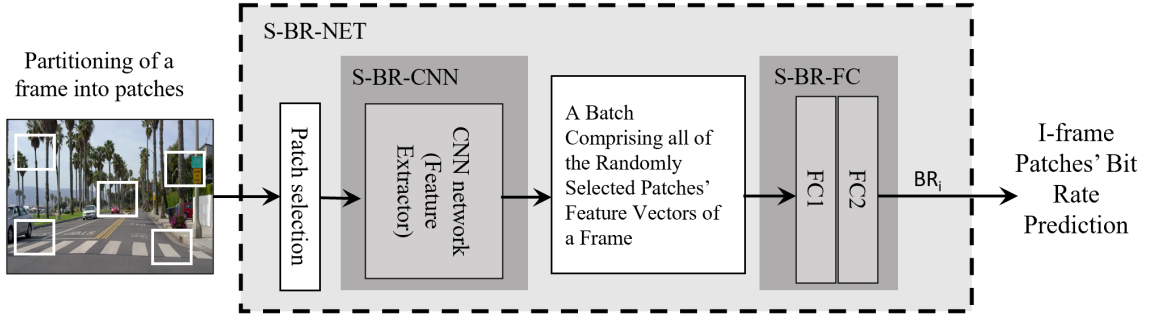 S-BR-NET
Partitioning of a
frame into patches
Patch selection
S-BR-CNN
CNN network
(Feature
Extractor)
A Batch
Comprising all of
the Randomly
Selected Patches’
Feature Vectors of
a Frame
S-BR-FC
FC1
FC2
BRi
I-frame
Patches’ Bit
Rate
Prediction